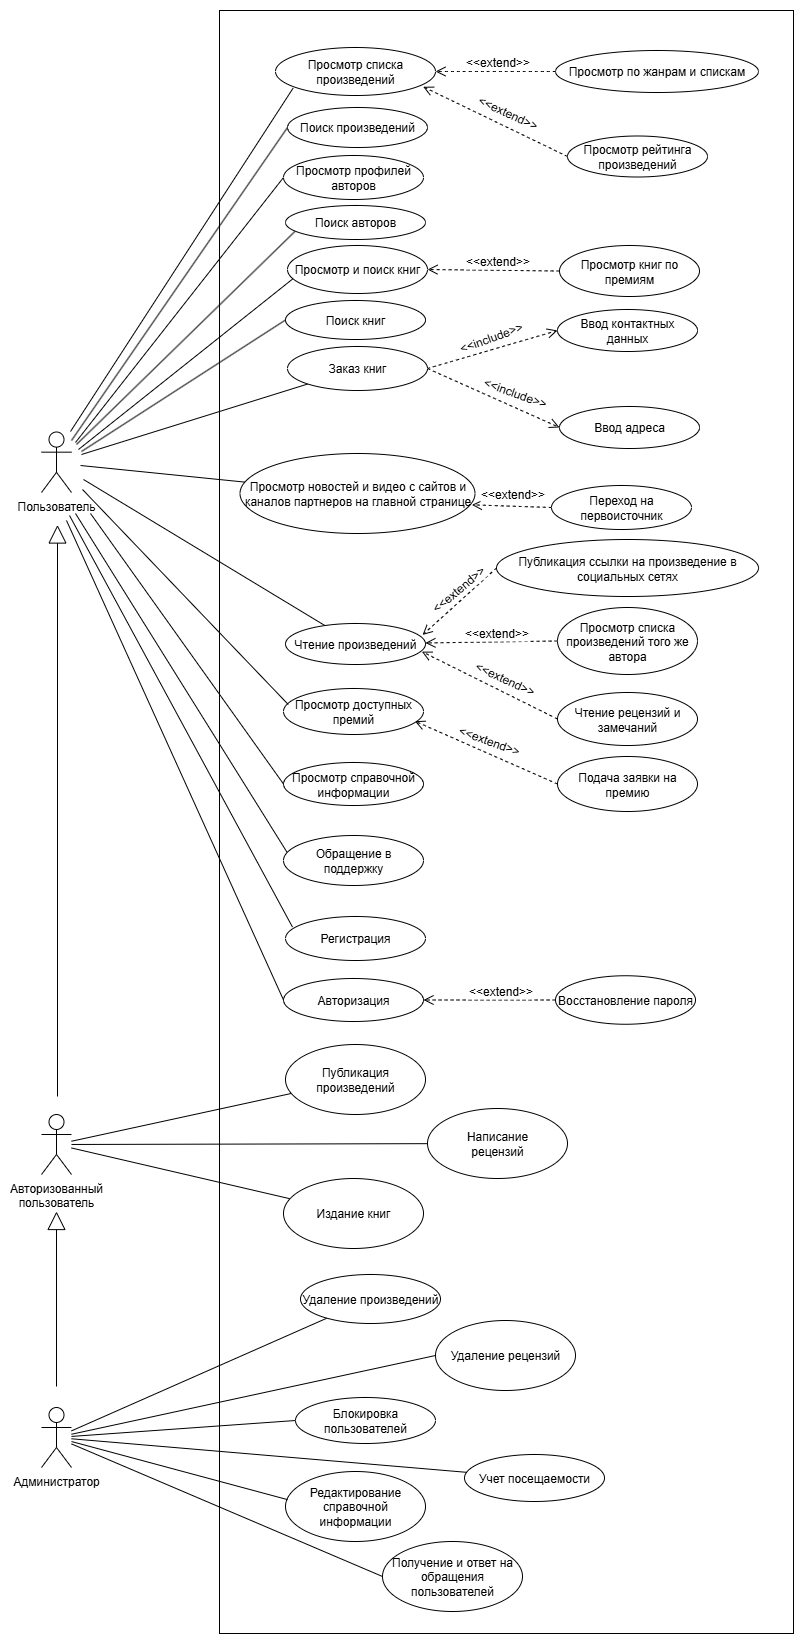 Просмотр списка
произведений
<<extend>>
Просмотр по жанрам и спискам
<<extend>>
Поиск произведений
Просмотр рейтинга
произведений
Просмотр профилей
авторов
Поиск авторов
Просмотр и поиск книг
<<extend>>
Просмотр книг по
премиям
Поиск книг
Ввод контактных
данных
<<include>>
Заказ книг
<<include>>
Ввод адреса
Пользователь
Просмотр новостей и видео с сайтов и
каналов партнеров на главной странице
<<extend>>
Переход на
первоисточник
Публикация ссылки на произведение в
социальных сетях
<<extend>>
Чтение произведений
<<extend>>
Просмотр списка
произведений того же
автора
<<extend>>
Чтение рецензий и
замечаний
Просмотр доступных
премий
<<extend>>
Подача заявки на
премию
Просмотр справочной
информации
Обращение в
поддержку
Регистрация
Авторизация
<<extend>>
Восстановление пароля
Публикация
произведений
Написание
рецензий
Авторизованный
пользователь
Издание книг
Удаление произведений
Удаление рецензий
Блокировка
пользователей
Администратор
Учет посещаемости
Редактирование
справочной
информации
Получение и ответ на
обращения
пользователей